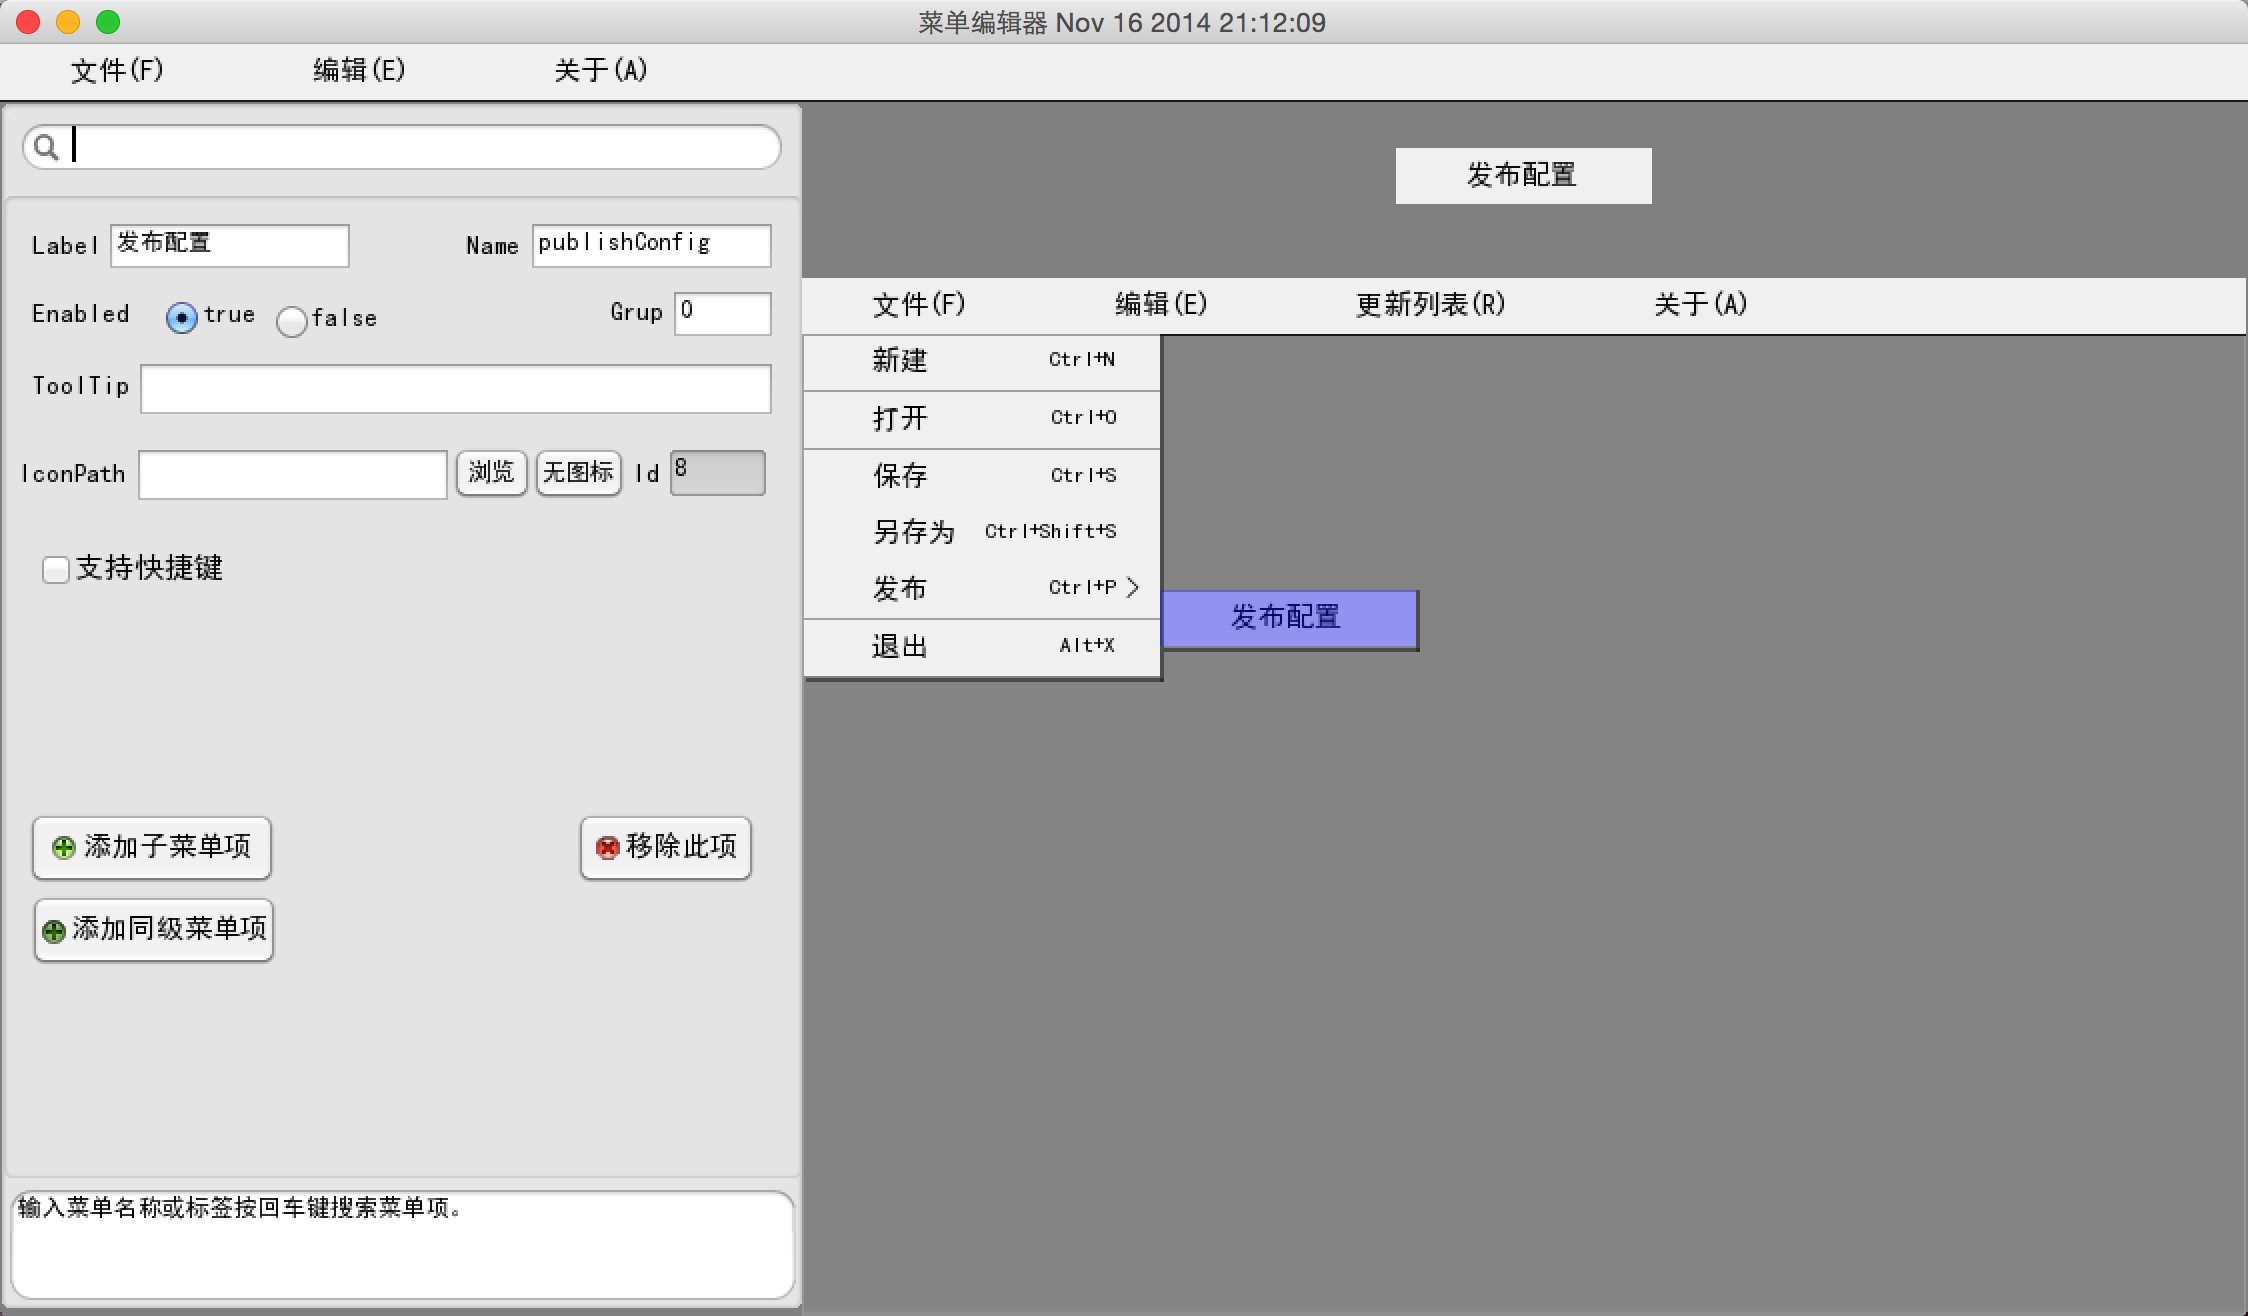 菜单编辑器 Nov 16 2014 21:12:09
文件(F) 编辑(E) 关于(A)
Label 发布配置 Name publishConfig
Enabled true false Grup 0
ToolTip
IconPath 浏览 无图标 Id 8
支持快捷键
添加子菜单项 移除此项
添加同级菜单项
输入菜单名称或标签按回车键搜索菜单项。
发布配置
文件(F) 编辑(E) 更新列表(R) 关于(A)
新建 Ctrl+N
打开 Ctrl+O
保存 Ctrl+S
另存为 Ctrl+Shift+S
发布 Ctrl+P
发布配置
退出 Alt+X